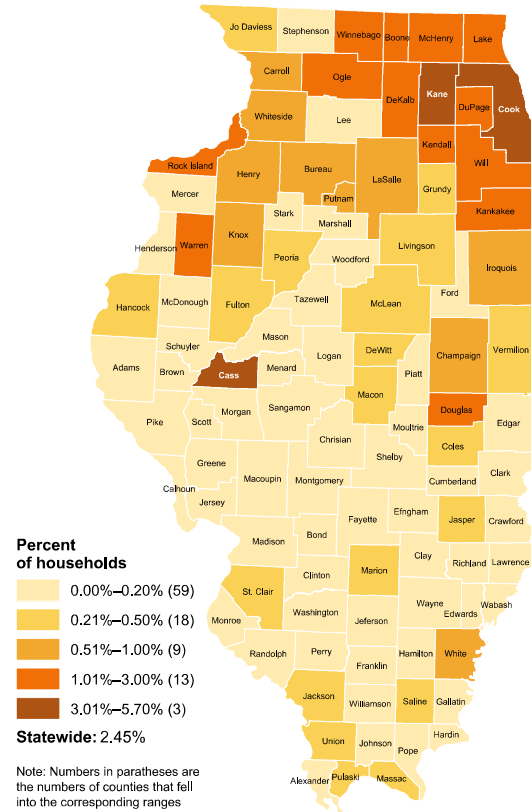 Jo Daviess
Stephenson
Winnebago
Boone
McHenry
Lake
Carroll
Ogle
DeKalb
Kane
Cook
DuPage
Whiteside
Lee
Kendall
Will
Rock Island
Henry
Bureau
LaSalle
Grundy
Mercer
Putnam
Kankakee
Stark
Marshall
Henderson
Warren
Knox
Peoria
Livingson
Woodford
Iroquois
Ford
Hancock
McDonough
Fulton
Tazewell
McLean
Mason
Schuyler
Logan
DeWitt
Vermilion
Champaign
Adams
Brown
Cass
Menard
Piatt
Macon
Morgan
Sangamon
Douglas
Pike
Scott
Moultrie
Edgar
Chrisian
Coles
Shelby
Greene
Macoupin
Montgomery
Cumberland
Clark
Calhoun
Jersey
Fayette
Efngham
Jasper
Crawford
Bond
Madison
Clay
Richland
Lawrence
Clinton
Marion
St. Clair
Wayne
Edwards
Wabash
Washington
Monroe
Jeferson
Randolph
Perry
Hamilton
White
Franklin
Jackson
Williamson
Saline
Gallatin
Hardin
Union
Johnson
Pope
Alexander
Pulaski
Massac
Percent
of households
0.00%–0.20% (59)
0.21%–0.50% (18)
0.51%–1.00% (9)
1.01%–3.00% (13)
3.01%–5.70% (3)
Statewide: 2.45%
Note: Numbers in paratheses are
the numbers of counties that fell
into the corresponding ranges